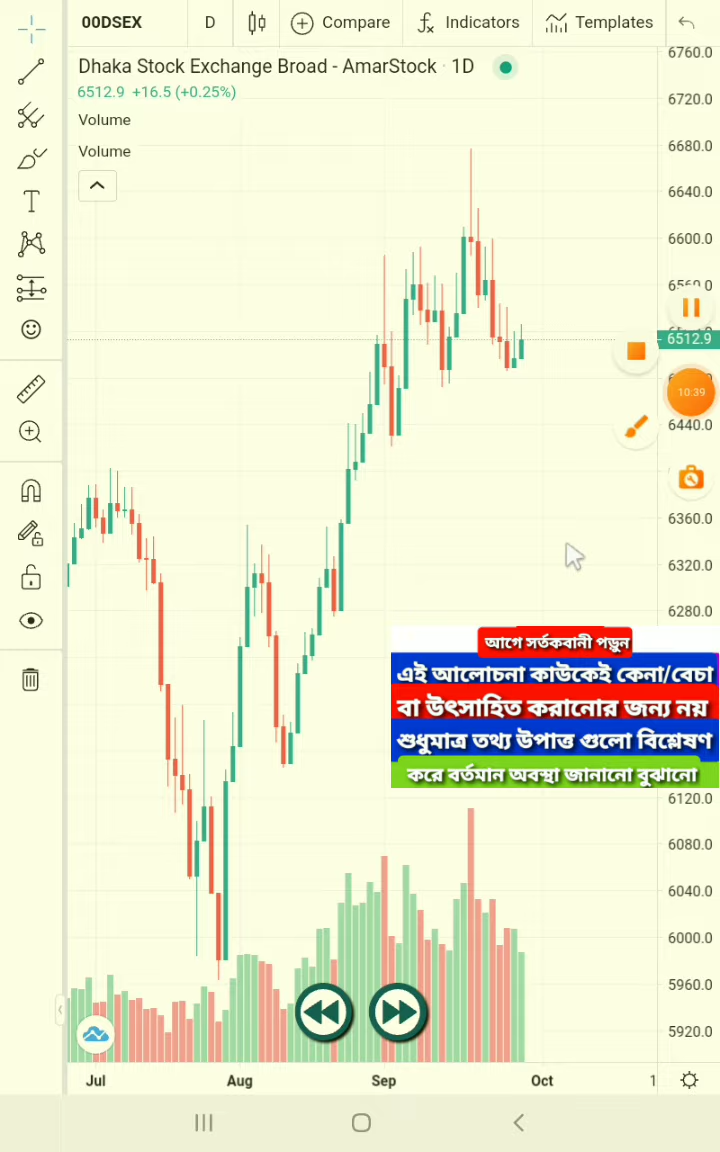 00DSEX D Compare Indicators Templates
Dhaka Stock Exchange Broad - AmarStock · 1D
6512.9 +16.5 (+0.25%)
Volume
Volume
6760.0
6720.0
6680.0
6640.0
6600.0
6512.9
10:39
6440.0
6360.0
6320.0
6280.0
আগে সর্তকবানী পড়ুন
এই আলোচনা কাউকেই কেনা/বেচা
বা উৎসাহিত করানোর জন্য নয়
শুধুমাত্র তথ্য উপাত্ত গুলো বিশ্লেষণ
করে বর্তমান অবস্থা জানানো বুঝানো
6120.0
6080.0
6040.0
6000.0
5960.0
5920.0
Jul Aug Sep Oct 1